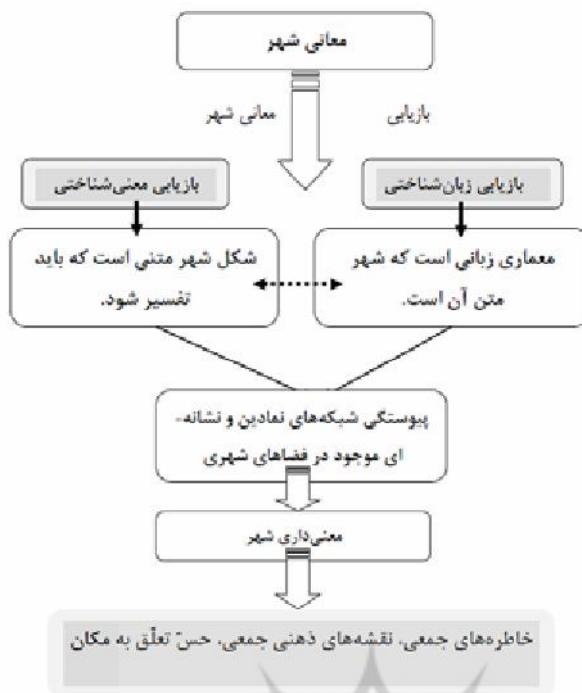 معانی شهر
بازیابی معانی شهر
بازیابی زبان‌شناختی
بازیابی معنی‌شناختی
معماری زبانی است که شهر
متن آن است.
شکل شهر متنی است که باید
تفسیر شود.
پیوستگی شبکه‌های نمادین و نشانه-
ای موجود در فضاهای شهری
معنی‌داری شهر
خاطره‌های جمعی، نقشه‌های ذهنی جمعی، حسّ تعلّق به مکان